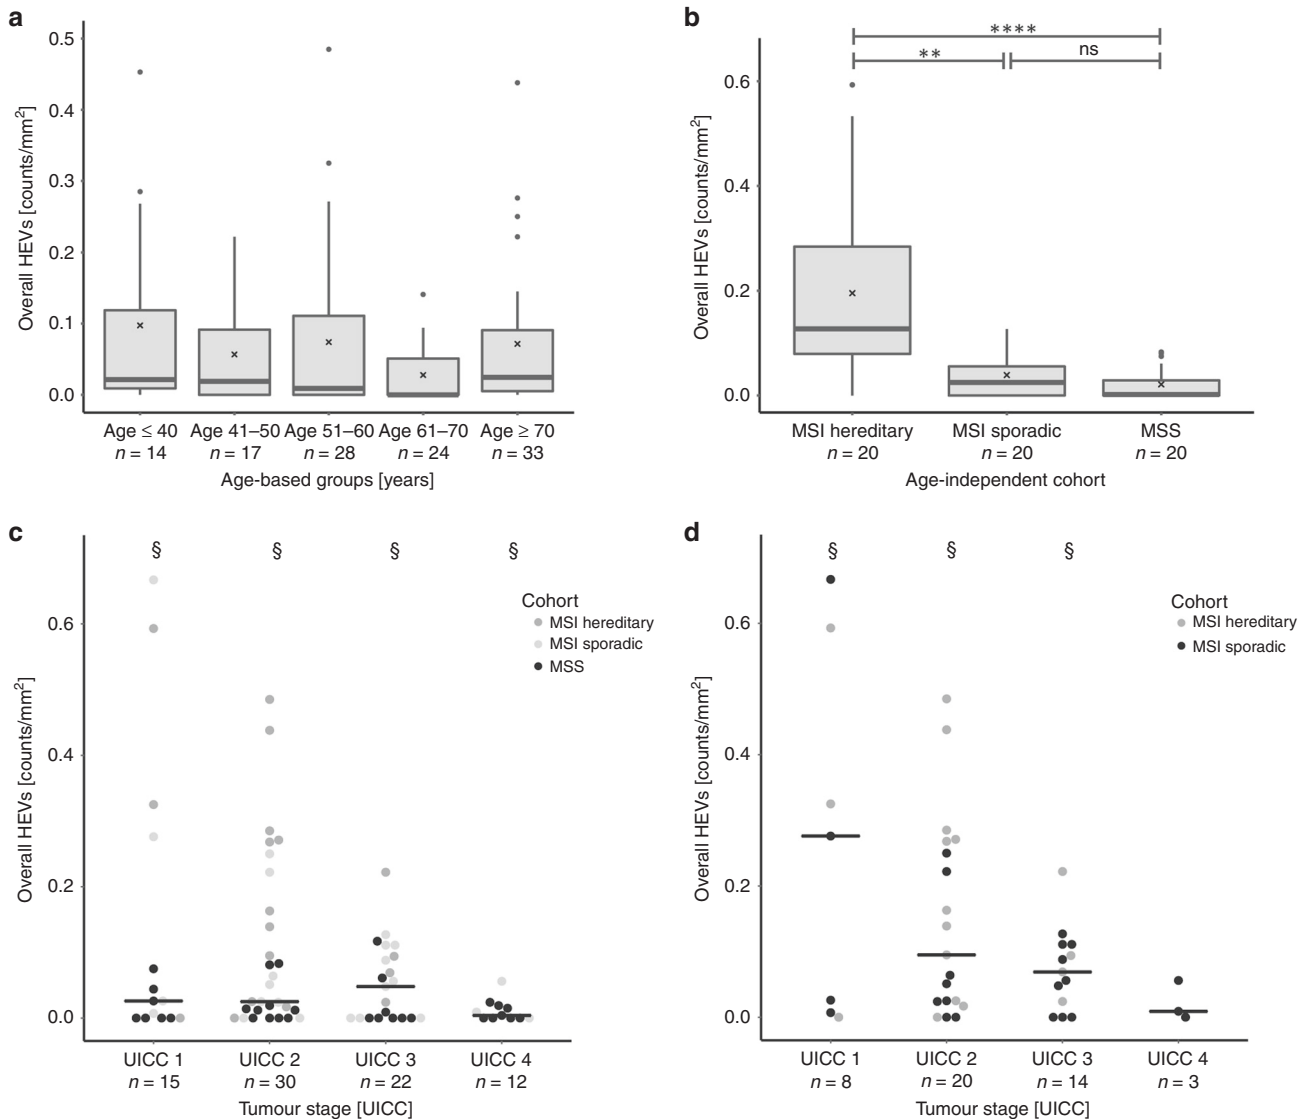 a
0.5
0.4
0.3
0.2
0.1
0.0
Overall HEVs [counts/mm²]
Age ≤ 40 Age 41–50 Age 51–60 Age 61–70 Age ≥ 70
n = 14 n = 17 n = 28 n = 24 n = 33
Age-based groups [years]
b
****
** ns
0.6
0.4
0.2
0.0
Overall HEVs [counts/mm²]
MSI hereditary MSI sporadic MSS
n = 20 n = 20 n = 20
Age-independent cohort
c
§ § § §
Cohort
MSI hereditary
MSI sporadic
MSS
0.6
0.4
0.2
0.0
Overall HEVs [counts/mm²]
UICC 1 UICC 2 UICC 3 UICC 4
n = 15 n = 30 n = 22 n = 12
Tumour stage [UICC]
d
§ § §
Cohort
MSI hereditary
MSI sporadic
0.6
0.4
0.2
0.0
Overall HEVs [counts/mm²]
UICC 1 UICC 2 UICC 3 UICC 4
n = 8 n = 20 n = 14 n = 3
Tumour stage [UICC]